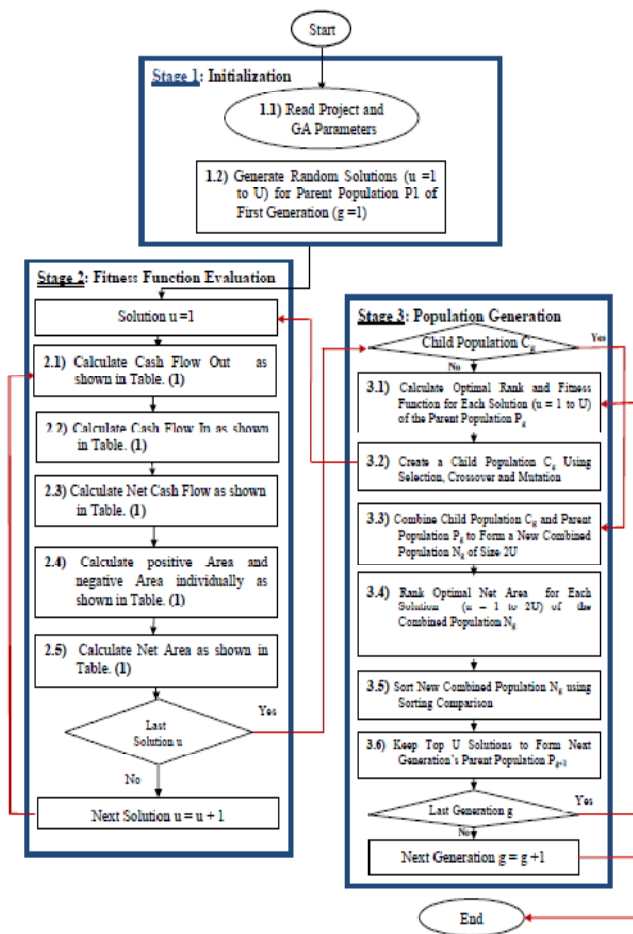 Start
Stage 1: Initialization
1.1) Read Project and
GA Parameters
1.2) Generate Random Solutions (u =1
to U) for Parent Population P1 of
First Generation (g =1)
Stage 2: Fitness Function Evaluation
Solution u =1
2.1) Calculate Cash Flow Out as
shown in Table. (1)
2.2) Calculate Cash Flow In as shown
in Table. (1)
2.3) Calculate Net Cash Flow as shown
in Table. (1)
2.4) Calculate positive Area and
negative Area individually as
shown in Table. (1)
2.5) Calculate Net Area as shown in
Table. (1)
Last
Solution u
Yes
No
Next Solution u = u + 1
Stage 3: Population Generation
Child Population Cg
Yes
No
3.1) Calculate Optimal Rank and Fitness
Function for Each Solution (u = 1 to U)
of the Parent Population Pg
3.2) Create a Child Population Cg Using
Selection, Crossover and Mutation
3.3) Combine Child Population Cg and Parent
Population Pg to Form a New Combined
Population Ng of Size 2U
3.4) Rank Optimal Net Area for Each
Solution (u = 1 to 2U) of the
Combined Population Ng
3.5) Sort New Combined Population Ng using
Sorting Comparison
3.6) Keep Top U Solutions to Form Next
Generation's Parent Population Pg+1
Last Generation g
Yes
No
Next Generation g = g +1
End